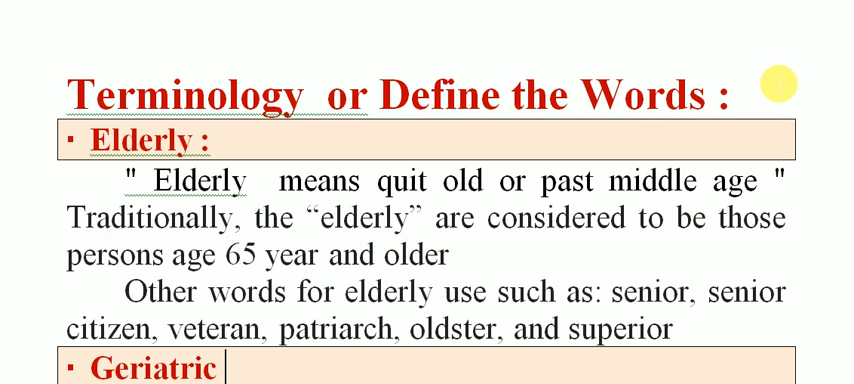 Terminology or Define the Words :
▪ Elderly :
" Elderly means quit old or past middle age "
Traditionally, the “elderly” are considered to be those
persons age 65 year and older
Other words for elderly use such as: senior, senior
citizen, veteran, patriarch, oldster, and superior
▪ Geriatric